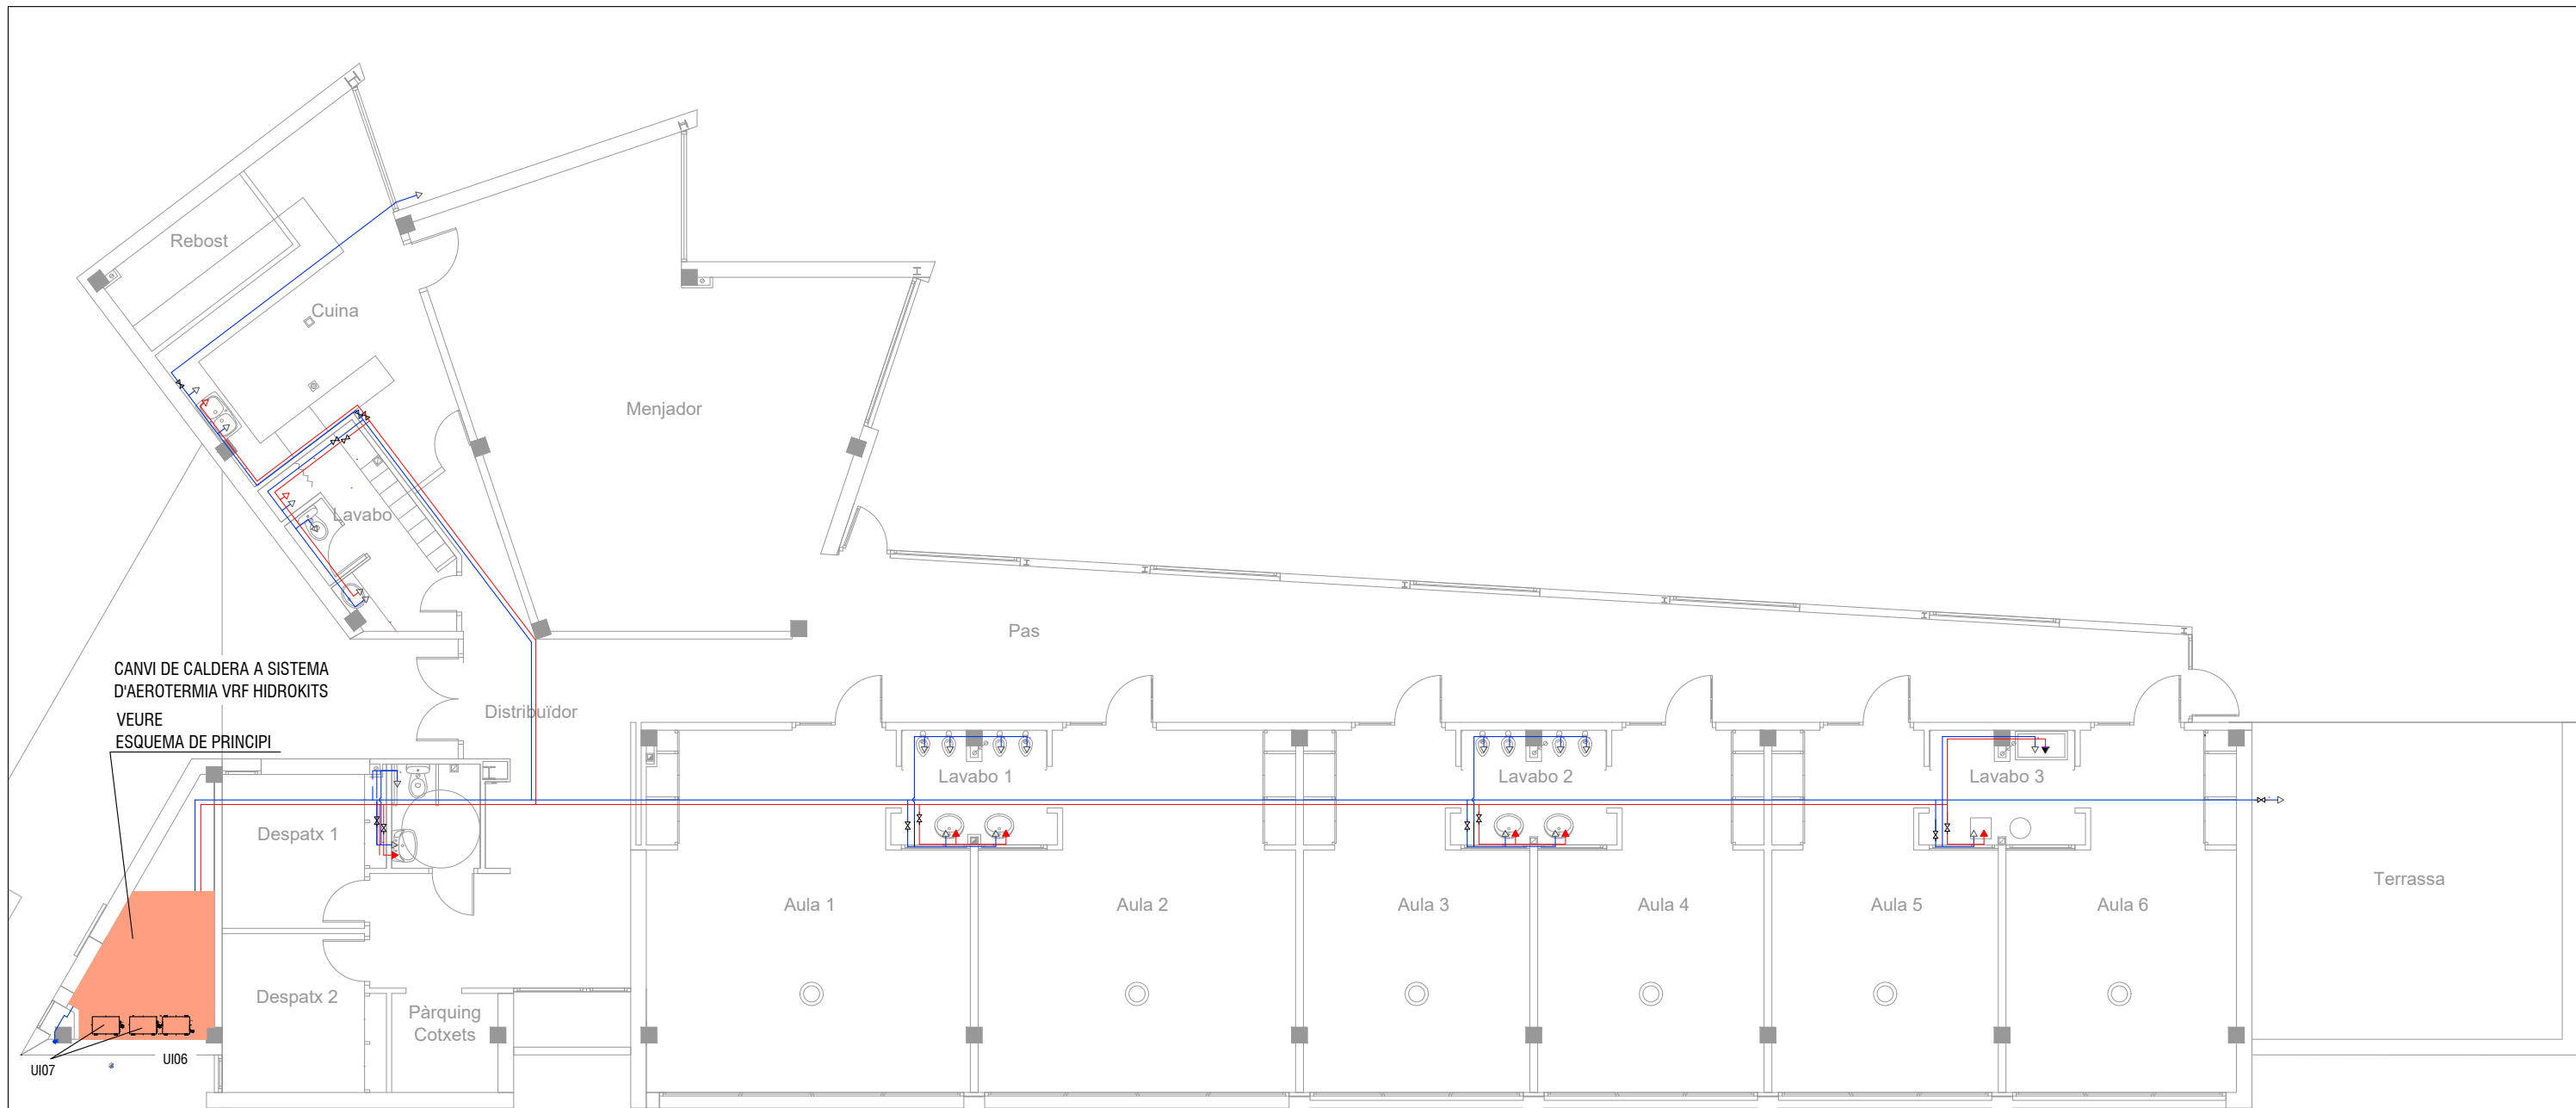 Rebost
Cuina
Menjador
Lavabo
Pas
CANVI DE CALDERA A SISTEMA
D'AEROTERMIA VRF HIDROKITS
VEURE
ESQUEMA DE PRINCIPI
Distribuïdor
Lavabo 1
Lavabo 2
Lavabo 3
Despatx 1
Terrassa
Aula 1
Aula 2
Aula 3
Aula 4
Aula 5
Aula 6
Despatx 2
Pàrquing
Cotxets
UI06
UI07